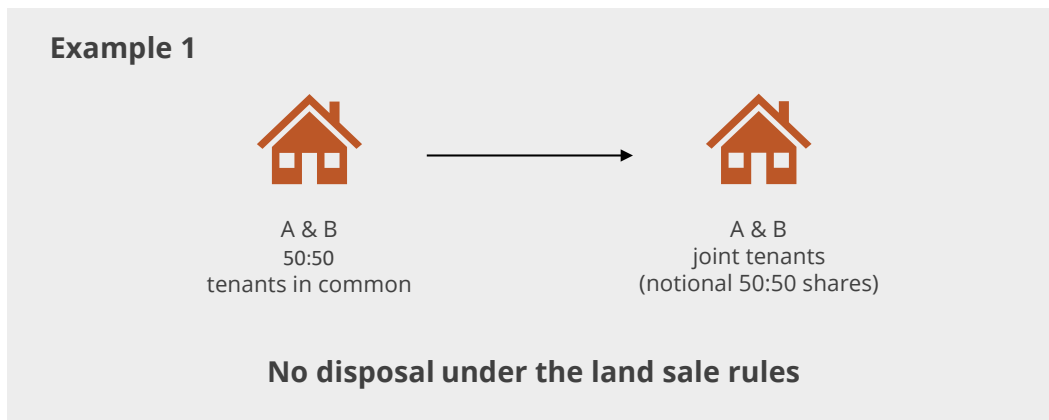 Example 1
A & B
50:50
tenants in common
A & B
joint tenants
(notional 50:50 shares)
No disposal under the land sale rules